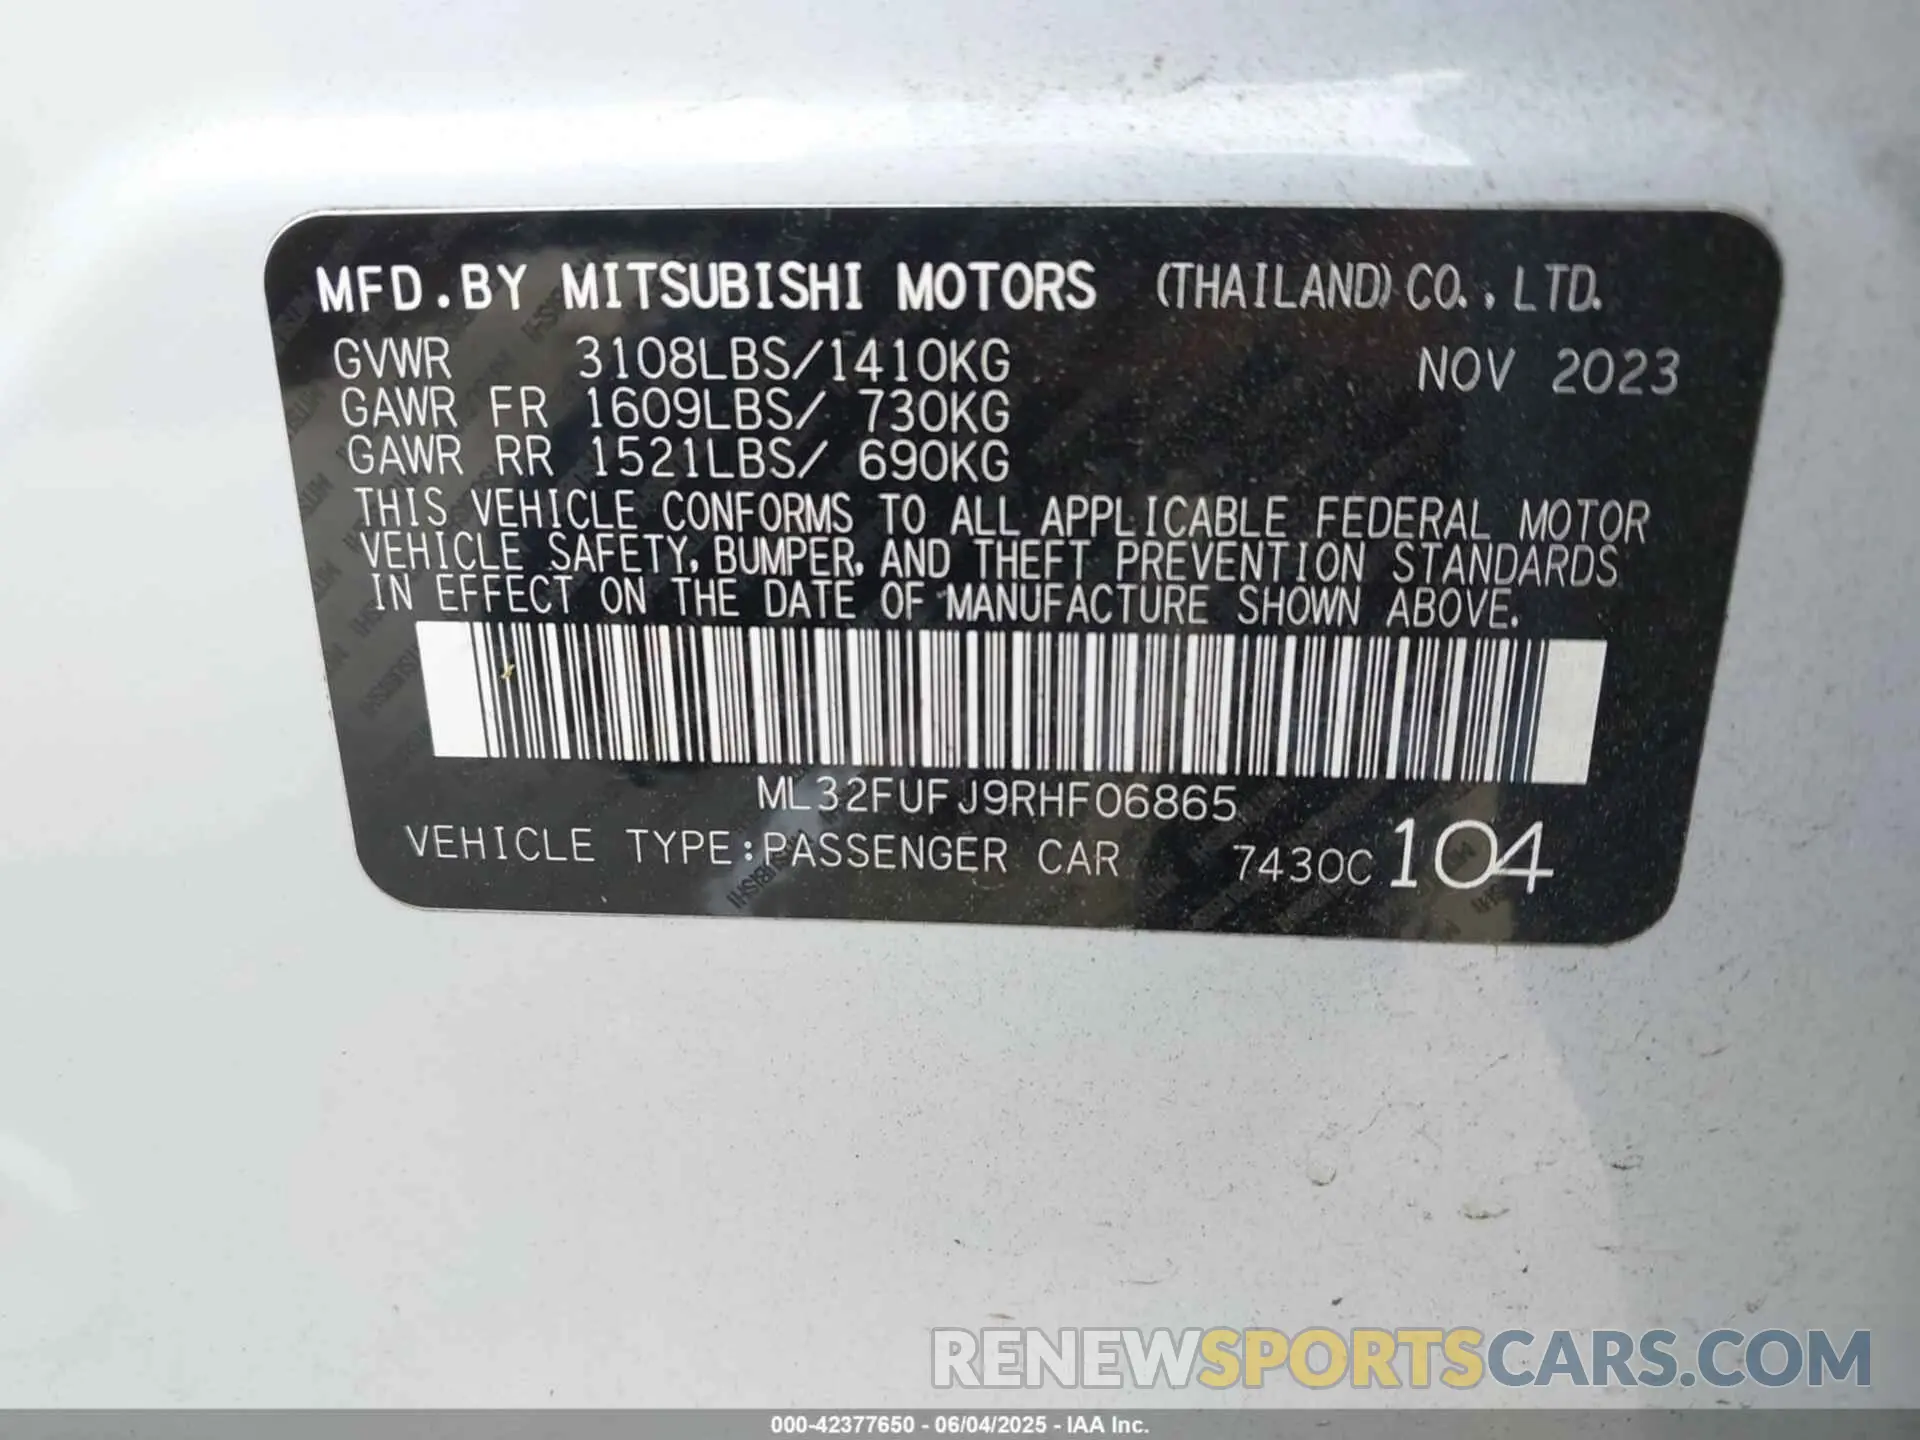 MFD.BY MITSUBISHI MOTORS (THAILAND)CO.,LTD.
GVWR 3108LBS/1410KG NOV 2023
GAWR FR 1609LBS/ 730KG
GAWR RR 1521LBS/ 690KG
THIS VEHICLE CONFORMS TO ALL APPLICABLE FEDERAL MOTOR
VEHICLE SAFETY, BUMPER, AND THEFT PREVENTION STANDARDS
IN EFFECT ON THE DATE OF MANUFACTURE SHOWN ABOVE.
ML32FUFJ9RHF06865
VEHICLE TYPE:PASSENGER CAR 7430C 104
RENEWSPORTSCARS.COM
000-42377650 - 06/04/2025 - IAA Inc.